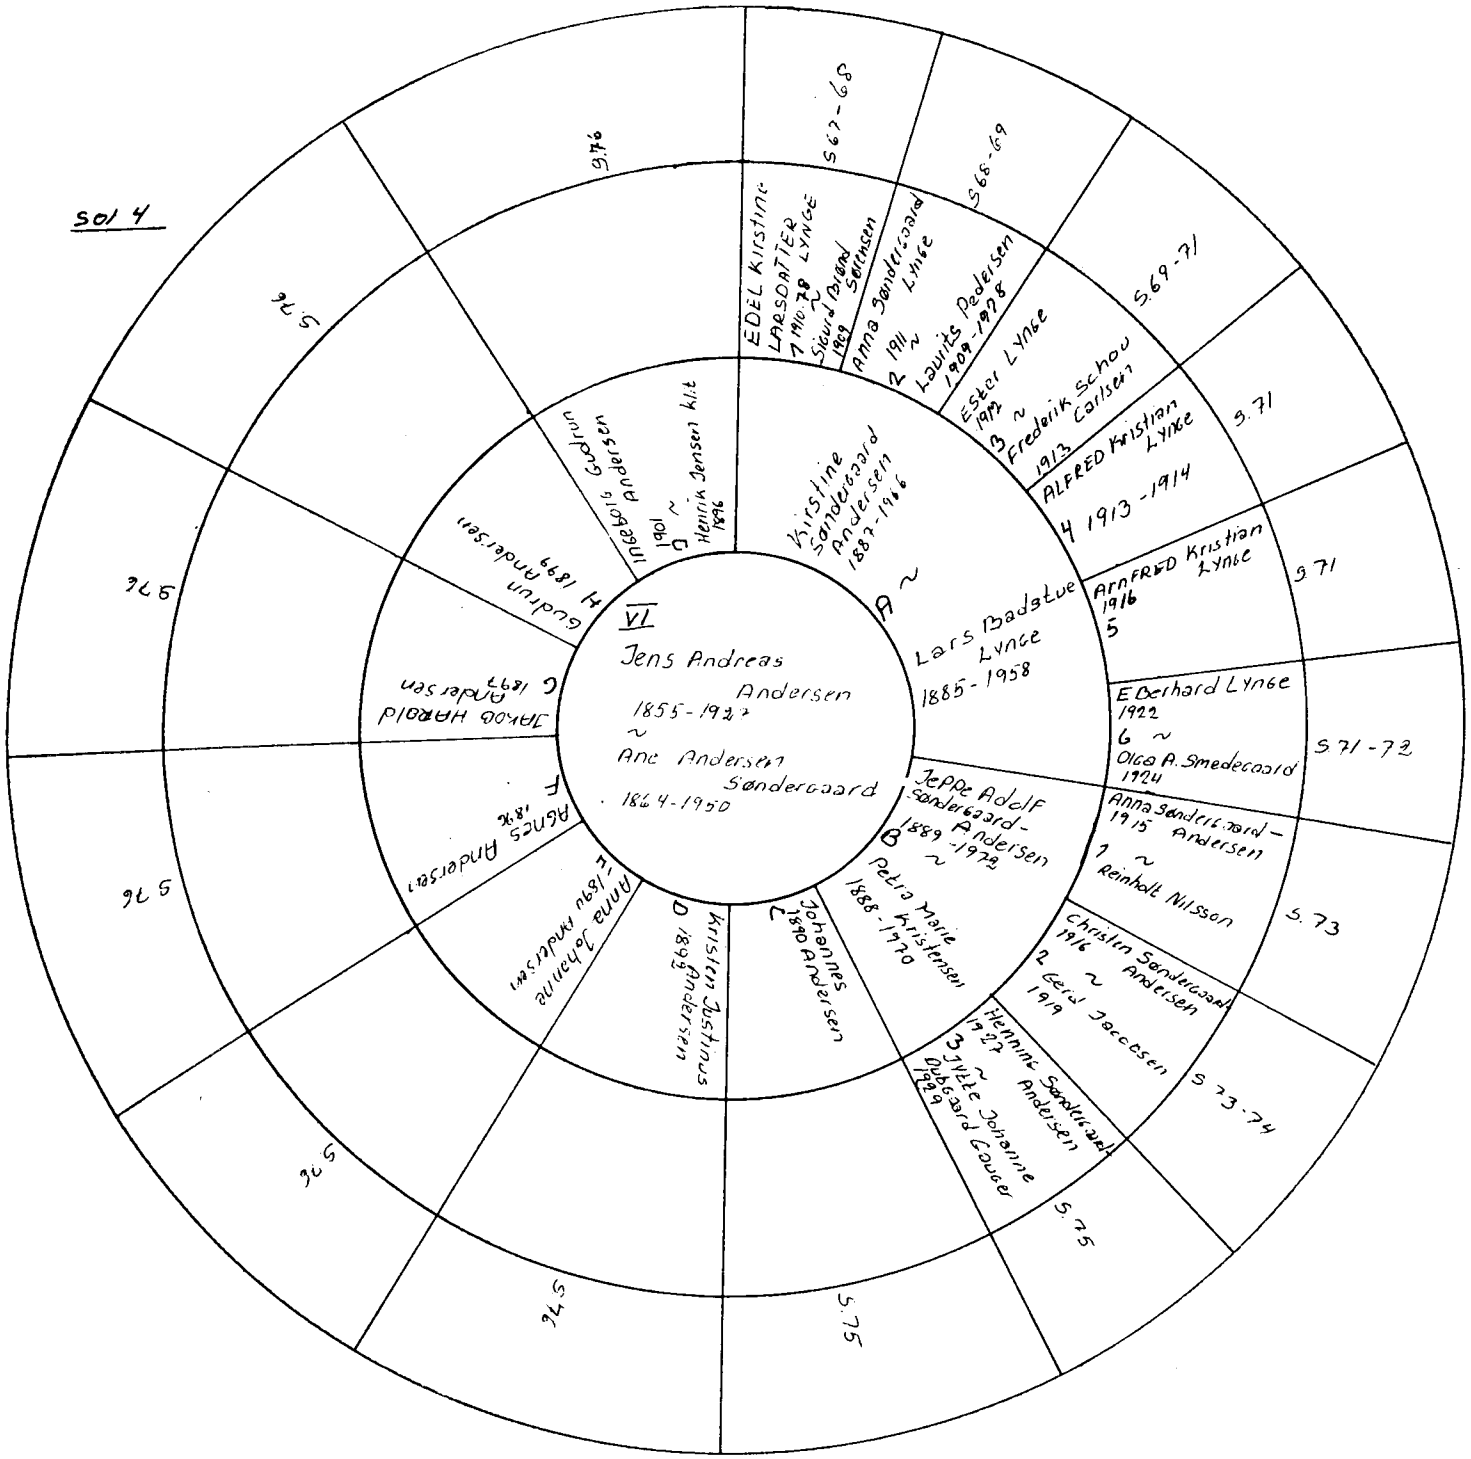 Sol 4
VI
Jens Andreas
Andersen
1855-1927
~
Ane Andersen
Søndergaard
1864-1950
Kirstine
Søndergaard
Andersen
1887-1966
A ~
Lars Badstue
Lynge
1885-1958
EDEL Kirstine
LARSDATTER
1 1910-78 LYNGE
~
Sigurd Brand
Sørensen
1909
S 67-68
Anna Søndergaard
Lynge
2 1911
~
Laurits Pedersen
1909-1978
S 68-69
Ester Lynge
1912
3 ~
Frederik Schou
Carlsen
1913
S.69-71
ALFRED Kristian
Lynge
4 1913-1914
S.71
ArnFRED Kristian
Lynge
1916
5
S 71
EBerhard Lynge
1922
6 ~
Olga A. Smedegaard
1924
S 71-72
Jeppe Adolf
Søndergaard-
Andersen
1889-1972
B ~
Petra Marie
Kristensen
1888-1970
Anna Søndergaard-
1915 Andersen
1 ~
Reinholt Nilsson
S. 73
Christen Søndergaard-
1916 Andersen
2 ~
Gerd Jacobsen
1919
S 73-74
Henning Søndergaard-
1927 Andersen
3 ~
Jytte Johanne
Dubgaard Gauger
1929
S.75
Johannes
1890 Andersen
C
S.75
Kristen Justinus
Andersen
D 1892
S 76
Anna Johanne
Andersen
E
S.76
Agnes Andersen
1896
F
S 76
JAKOB HARALD
Andersen
G 1897
S 76
Gudrun
Andersen
H 1899
S.76
Ingeborg Gudrun
Andersen
1901
J ~
Henrik Jensen Klit
1896
S.76